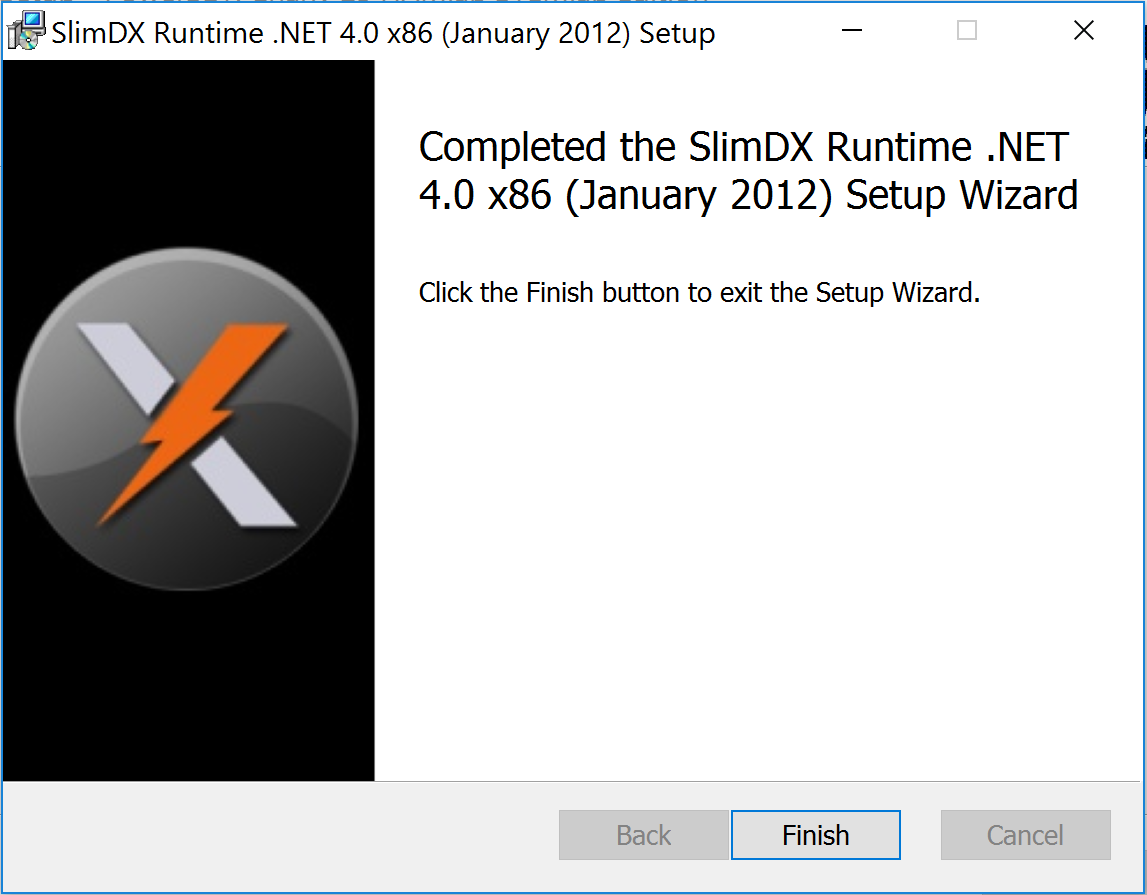 SlimDX Runtime .NET 4.0 x86 (January 2012) Setup
Completed the SlimDX Runtime .NET
4.0 x86 (January 2012) Setup Wizard
Click the Finish button to exit the Setup Wizard.
Back
Finish
Cancel